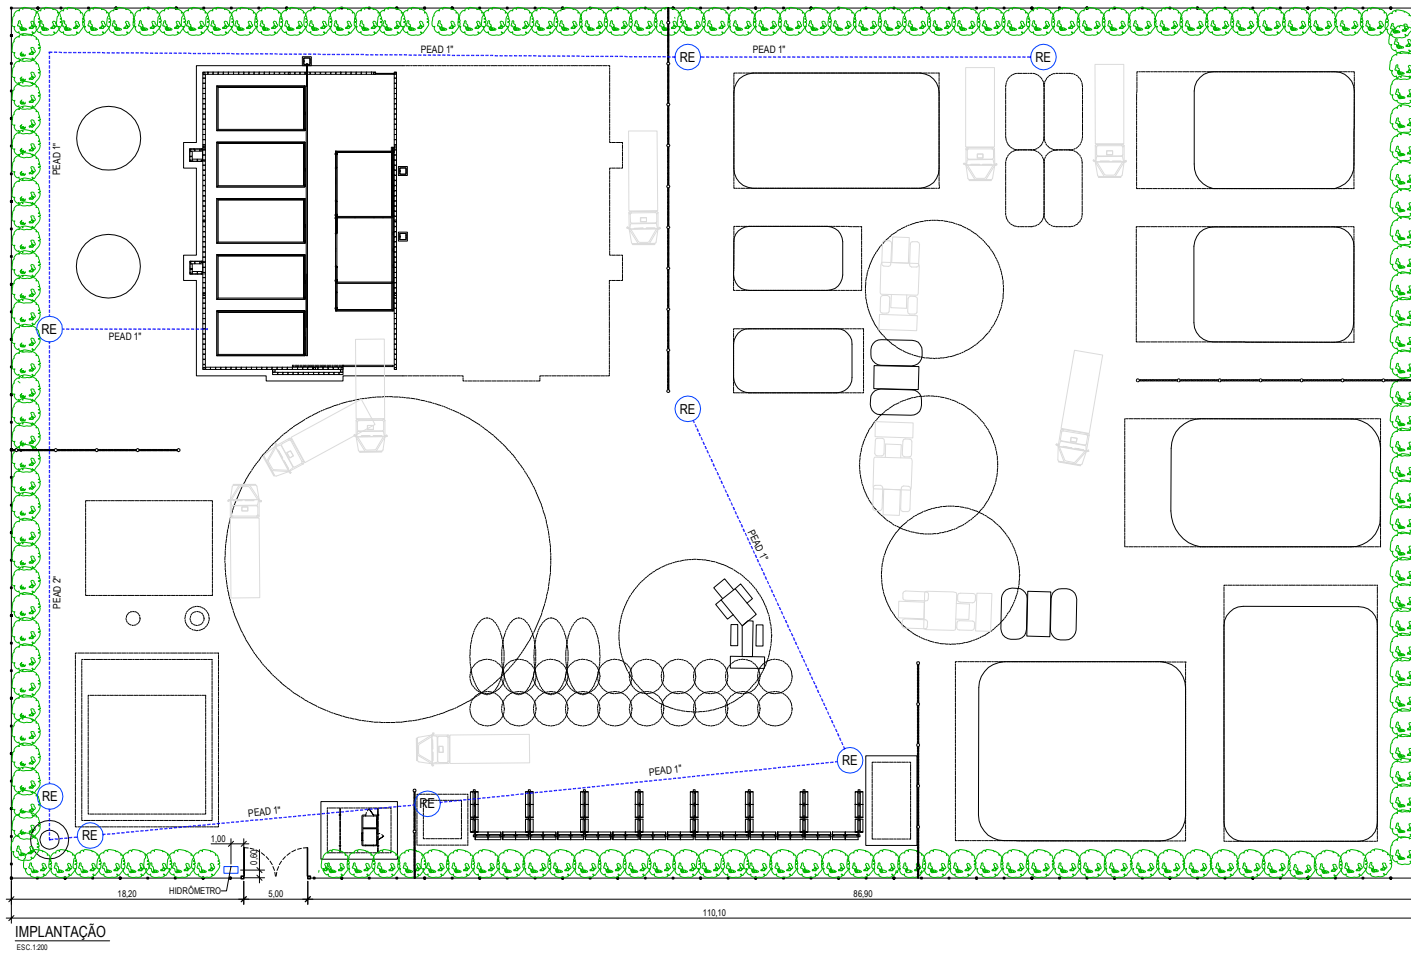 PEAD 1"
RE
PEAD 1"
RE
PEAD 1"
RE
PEAD 1"
RE
PEAD 1"
PEAD 2"
PEAD 1"
RE
RE
RE
PEAD 1"
RE
PEAD 1"
1,00
0,60
HIDRÔMETRO
18,20
5,00
86,90
110,10
IMPLANTAÇÃO
ESC.1:200